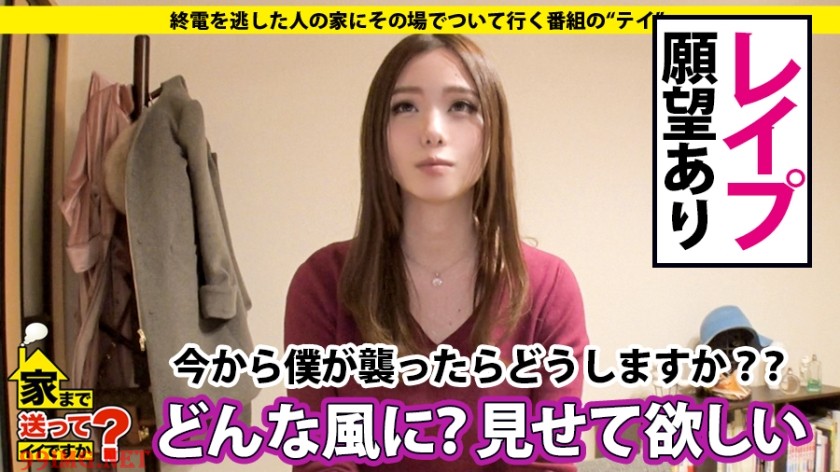 終電を逃した人の家にその場でついて行く番組の“テイ“
レイプ
願望あり
今から僕が襲ったらどうしますか？？
どんな風に？見せて欲しい
家まで
送って
イイですか
?